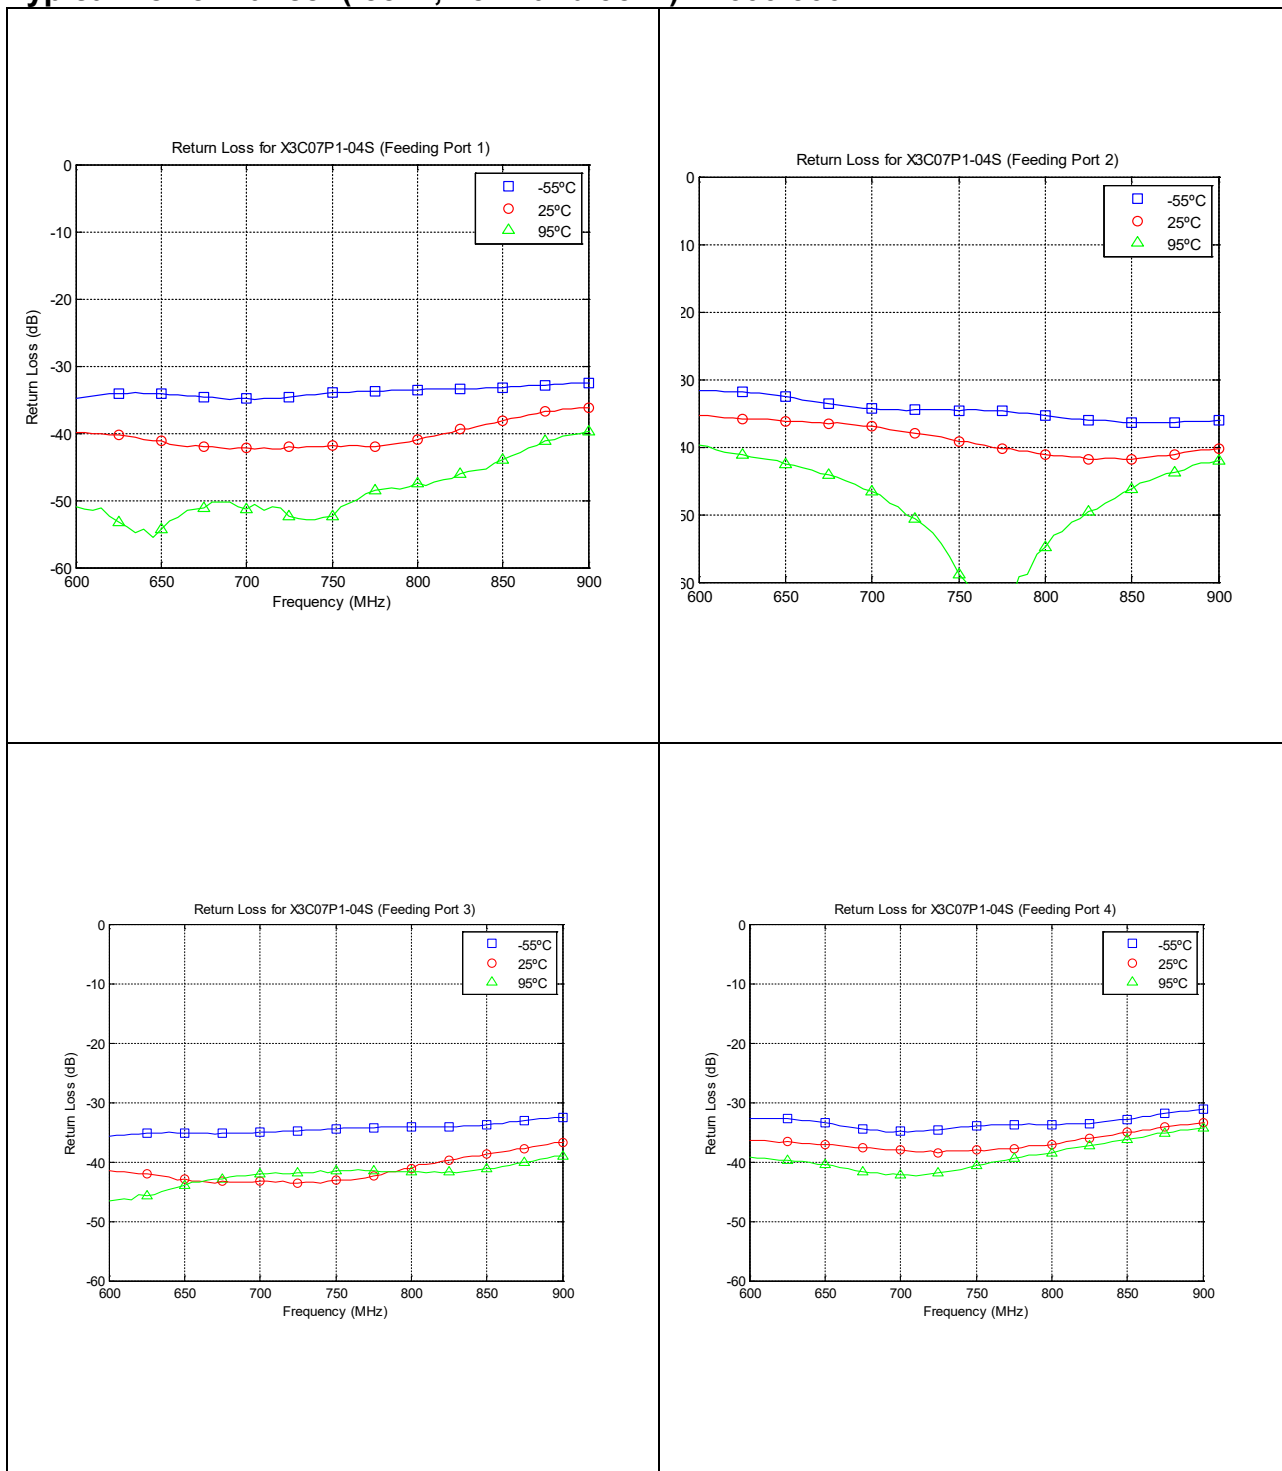 Return Loss for X3C07P1-04S (Feeding Port 1)
0
-10
-20
-30
-40
-50
-60
600
650
700
750
800
850
900
Return Loss (dB)
Frequency (MHz)
-55ºC
25ºC
95ºC
Return Loss for X3C07P1-04S (Feeding Port 2)
0
10
20
30
40
50
60
600
650
700
750
800
850
900
-55ºC
25ºC
95ºC
Return Loss for X3C07P1-04S (Feeding Port 3)
0
-10
-20
-30
-40
-50
-60
600
650
700
750
800
850
900
Return Loss (dB)
Frequency (MHz)
-55ºC
25ºC
95ºC
Return Loss for X3C07P1-04S (Feeding Port 4)
0
-10
-20
-30
-40
-50
-60
600
650
700
750
800
850
900
Return Loss (dB)
Frequency (MHz)
-55ºC
25ºC
95ºC